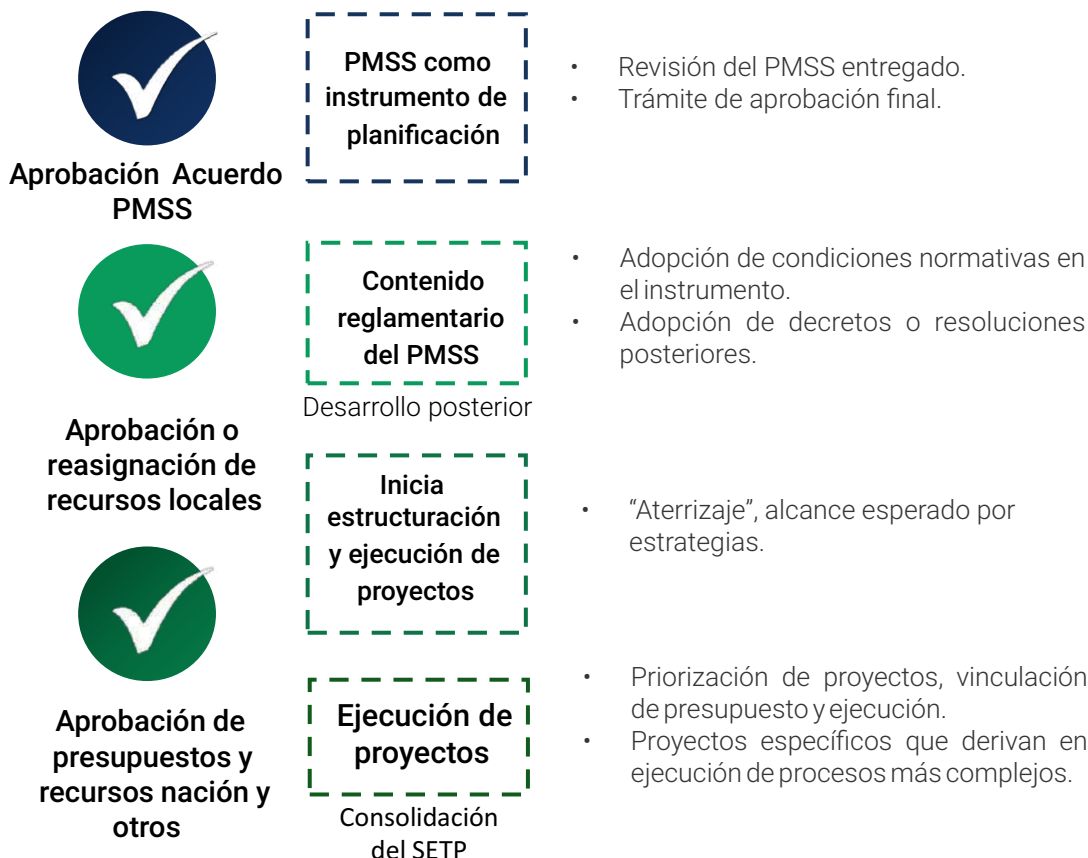 Aprobación Acuerdo
PMSS
PMSS como
instrumento de
planificación
• Revisión del PMSS entregado.
• Trámite de aprobación final.
Aprobación o
reasignación de
recursos locales
Contenido
reglamentario
del PMSS
Desarrollo posterior
• Adopción de condiciones normativas en
el instrumento.
• Adopción de decretos o resoluciones
posteriores.
Inicia
estructuración
y ejecución de
proyectos
• “Aterrizaje”, alcance esperado por
estrategias.
Aprobación de
presupuestos y
recursos nación y
otros
Ejecución de
proyectos
Consolidación
del SETP
• Priorización de proyectos, vinculación
de presupuesto y ejecución.
• Proyectos específicos que derivan en
ejecución de procesos más complejos.